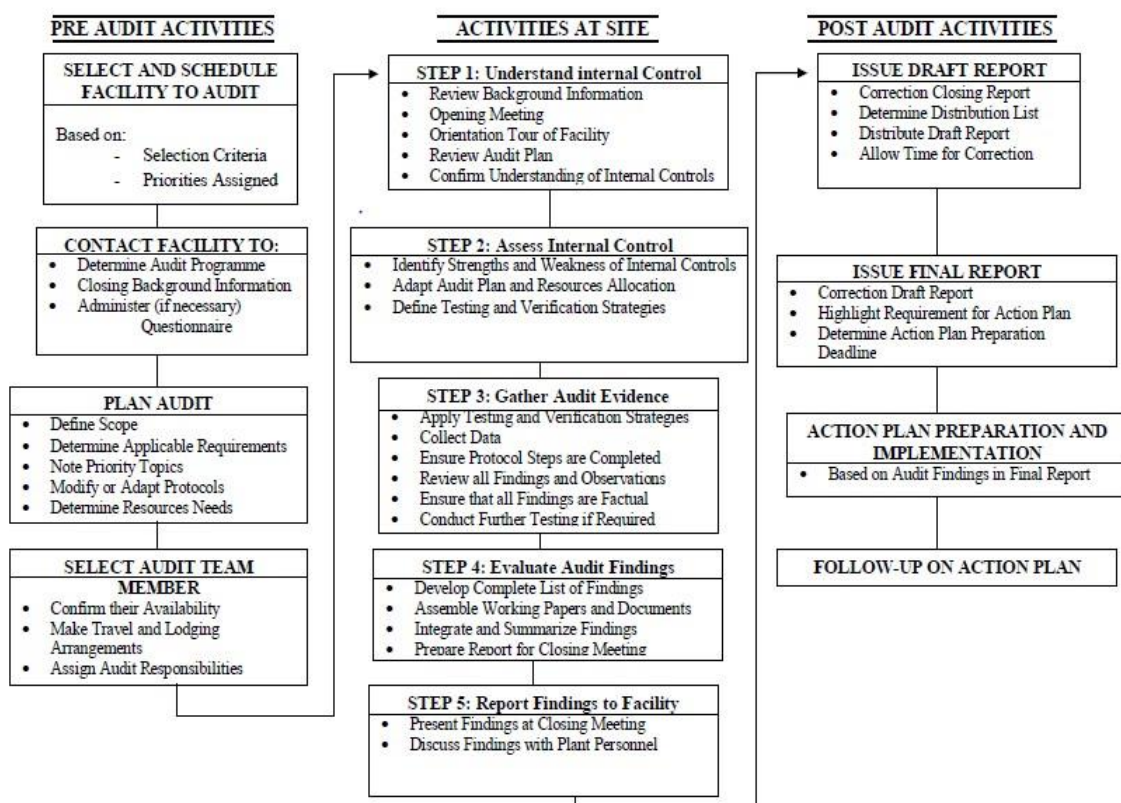 PRE AUDIT ACTIVITIES
SELECT AND SCHEDULE
FACILITY TO AUDIT
Based on:
- Selection Criteria
- Priorities Assigned
CONTACT FACILITY TO:
• Determine Audit Programme
• Closing Background Information
• Administer (if necessary)
Questionnaire
PLAN AUDIT
• Define Scope
• Determine Applicable Requirements
• Note Priority Topics
• Modify or Adapt Protocols
• Determine Resources Needs
SELECT AUDIT TEAM
MEMBER
• Confirm their Availability
• Make Travel and Lodging
Arrangements
• Assign Audit Responsibilities
ACTIVITIES AT SITE
STEP 1: Understand internal Control
• Review Background Information
• Opening Meeting
• Orientation Tour of Facility
• Review Audit Plan
• Confirm Understanding of Internal Controls
STEP 2: Assess Internal Control
• Identify Strengths and Weakness of Internal Controls
• Adapt Audit Plan and Resources Allocation
• Define Testing and Verification Strategies
STEP 3: Gather Audit Evidence
• Apply Testing and Verification Strategies
• Collect Data
• Ensure Protocol Steps are Completed
• Review all Findings and Observations
• Ensure that all Findings are Factual
• Conduct Further Testing if Required
STEP 4: Evaluate Audit Findings
• Develop Complete List of Findings
• Assemble Working Papers and Documents
• Integrate and Summarize Findings
• Prepare Report for Closing Meeting
STEP 5: Report Findings to Facility
• Present Findings at Closing Meeting
• Discuss Findings with Plant Personnel
POST AUDIT ACTIVITIES
ISSUE DRAFT REPORT
• Correction Closing Report
• Determine Distribution List
• Distribute Draft Report
• Allow Time for Correction
ISSUE FINAL REPORT
• Correction Draft Report
• Highlight Requirement for Action Plan
• Determine Action Plan Preparation
Deadline
ACTION PLAN PREPARATION AND
IMPLEMENTATION
• Based on Audit Findings in Final Report
FOLLOW-UP ON ACTION PLAN